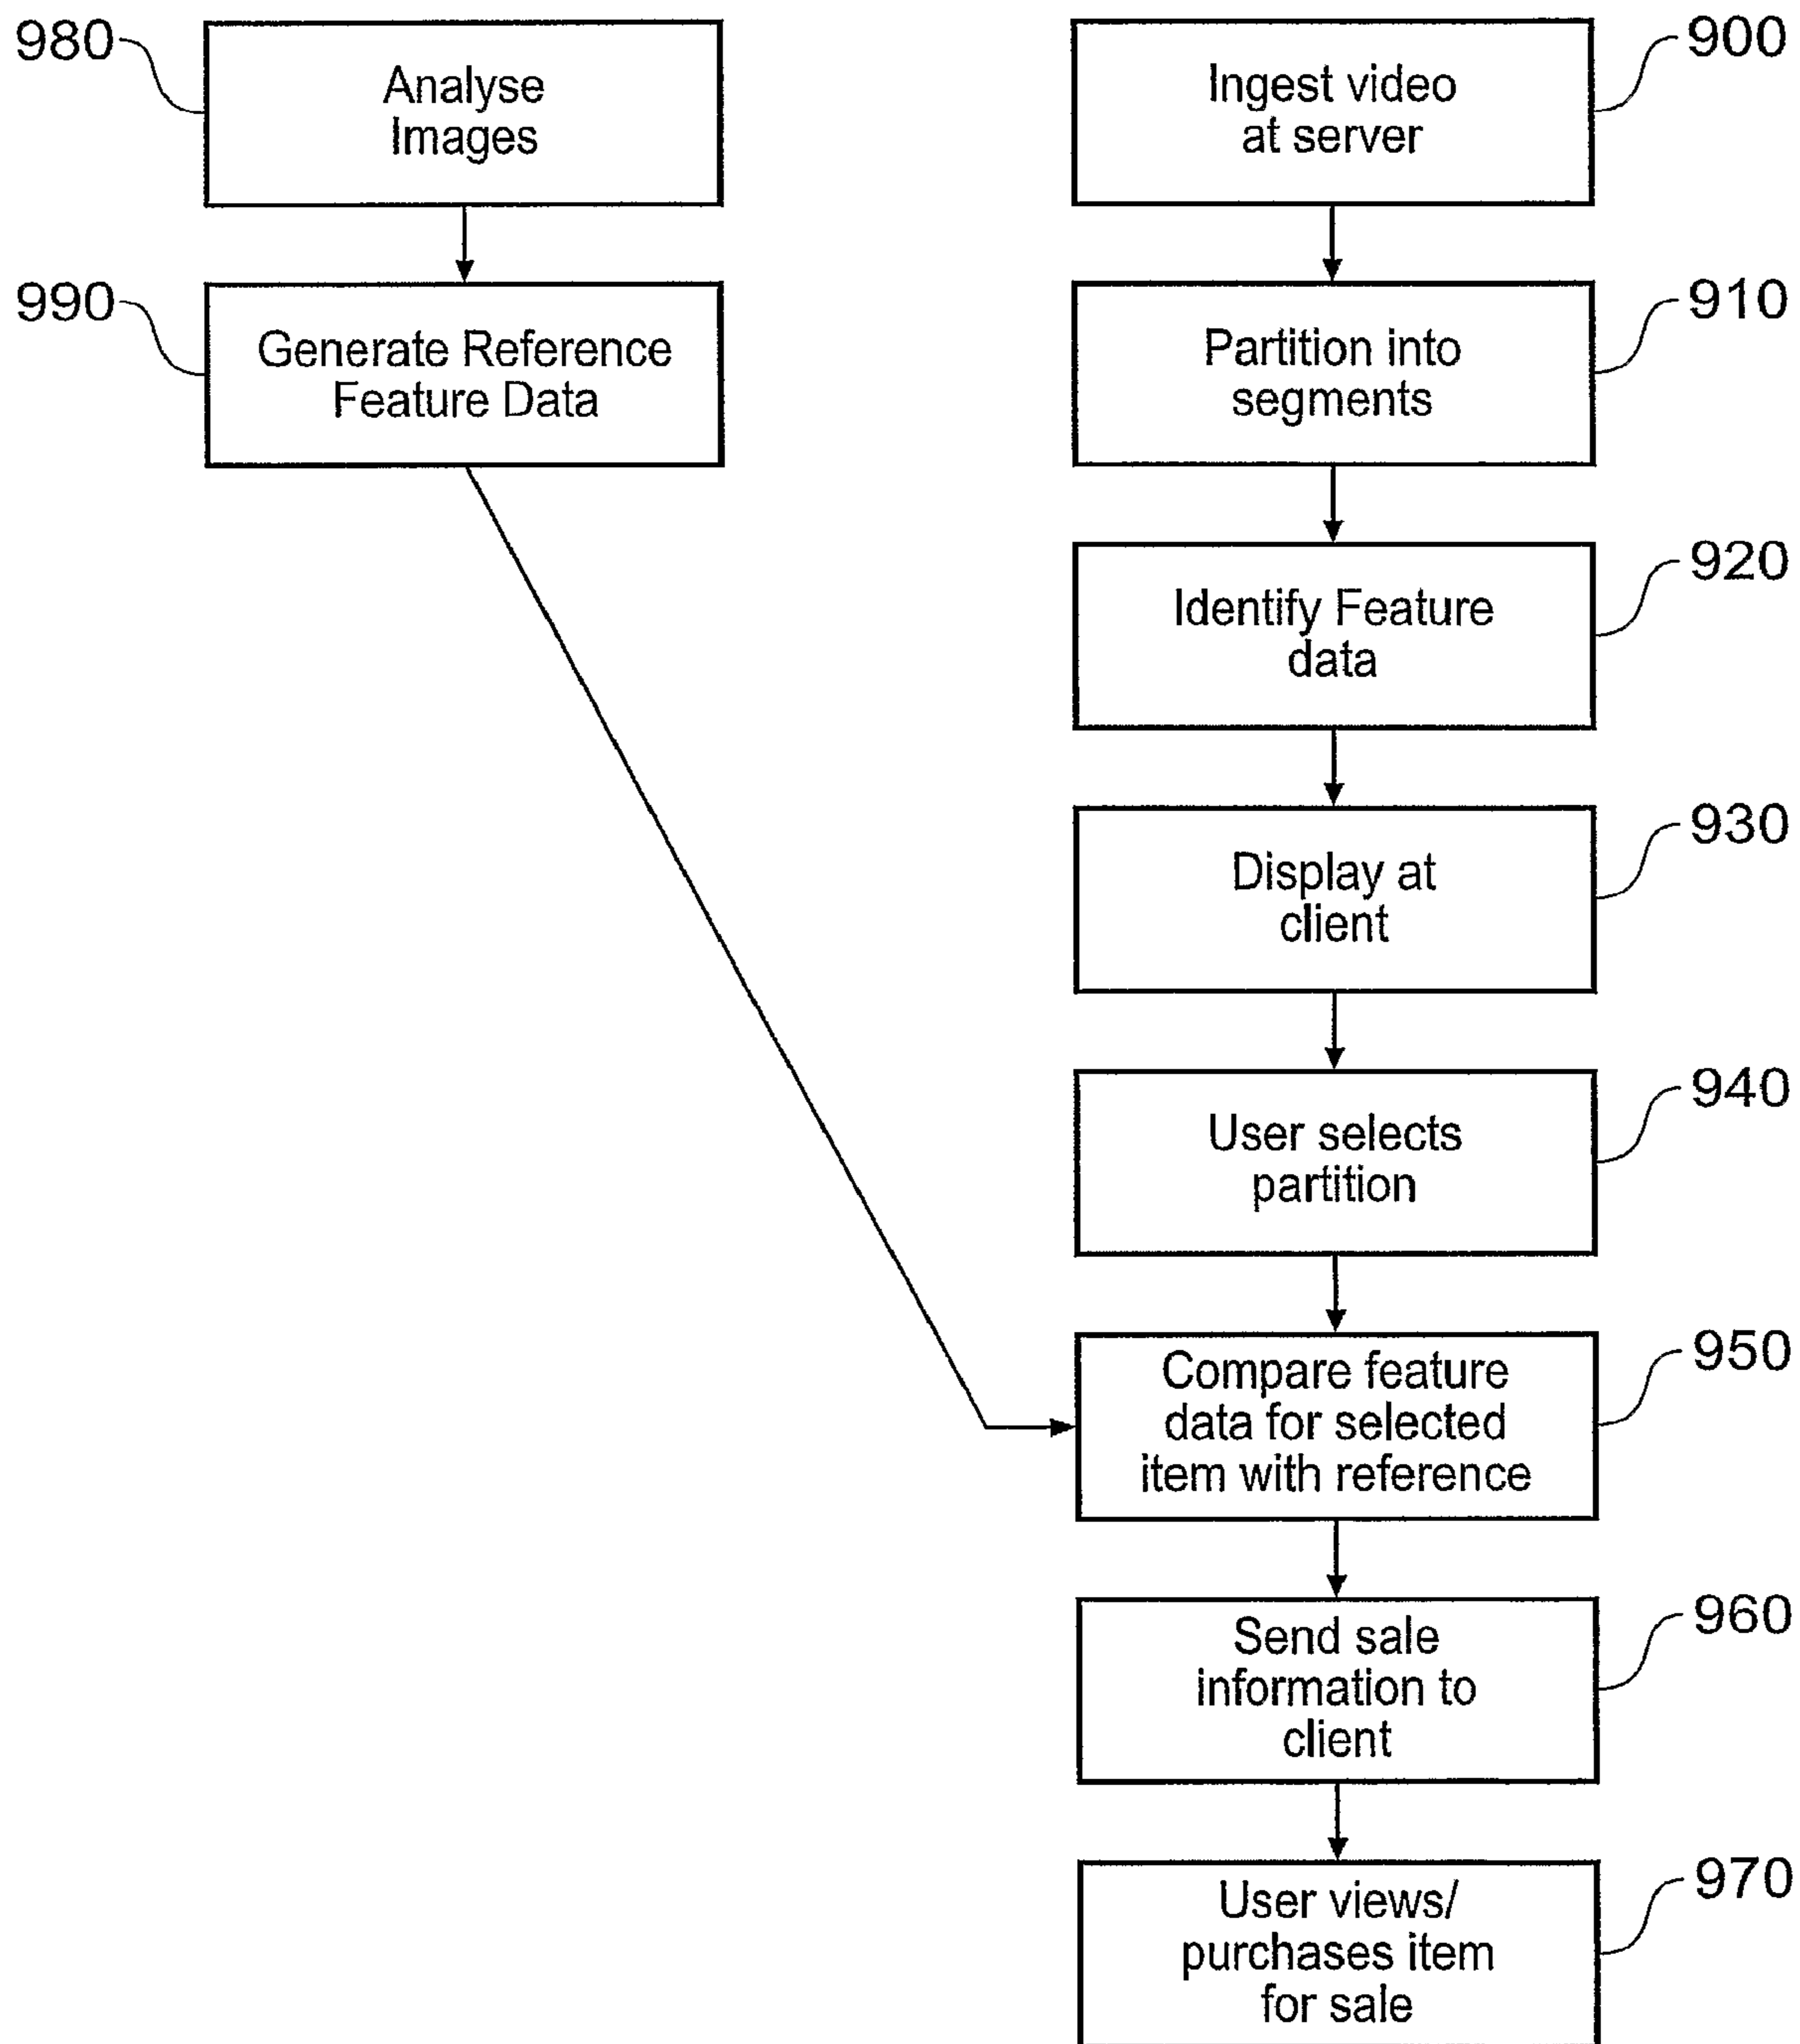 980
Analyse
Images
990
Generate Reference
Feature Data
900
Ingest video
at server
910
Partition into
segments
920
Identify Feature
data
930
Display at
client
940
User selects
partition
950
Compare feature
data for selected
item with reference
960
Send sale
information to
client
970
User views/
purchases item
for sale